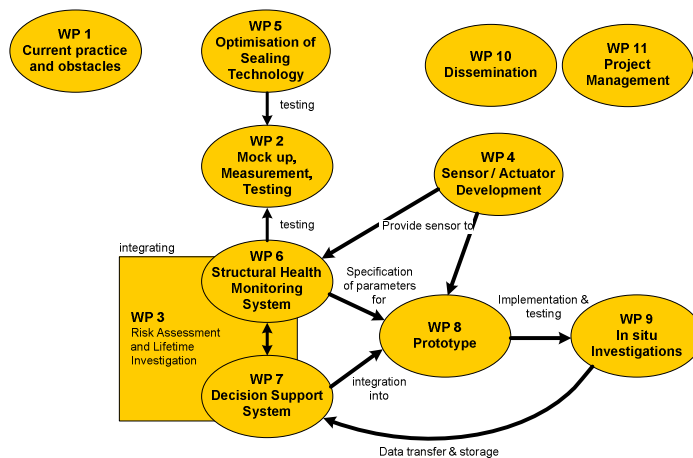 WP 1
Current practice
and obstacles
WP 5
Optimisation of
Sealing
Technology
WP 10
Dissemination
WP 11
Project
Management
testing
WP 2
Mock up,
Measurement,
Testing
WP 4
Sensor / Actuator
Development
testing
Provide sensor to
integrating
WP 6
Structural Health
Monitoring
System
Specification
of parameters
for
Implementation &
testing
WP 3
Risk Assessment
and Lifetime
Investigation
WP 8
Prototype
WP 9
In situ
Investigations
WP 7
Decision Support
System
integration
into
Data transfer & storage